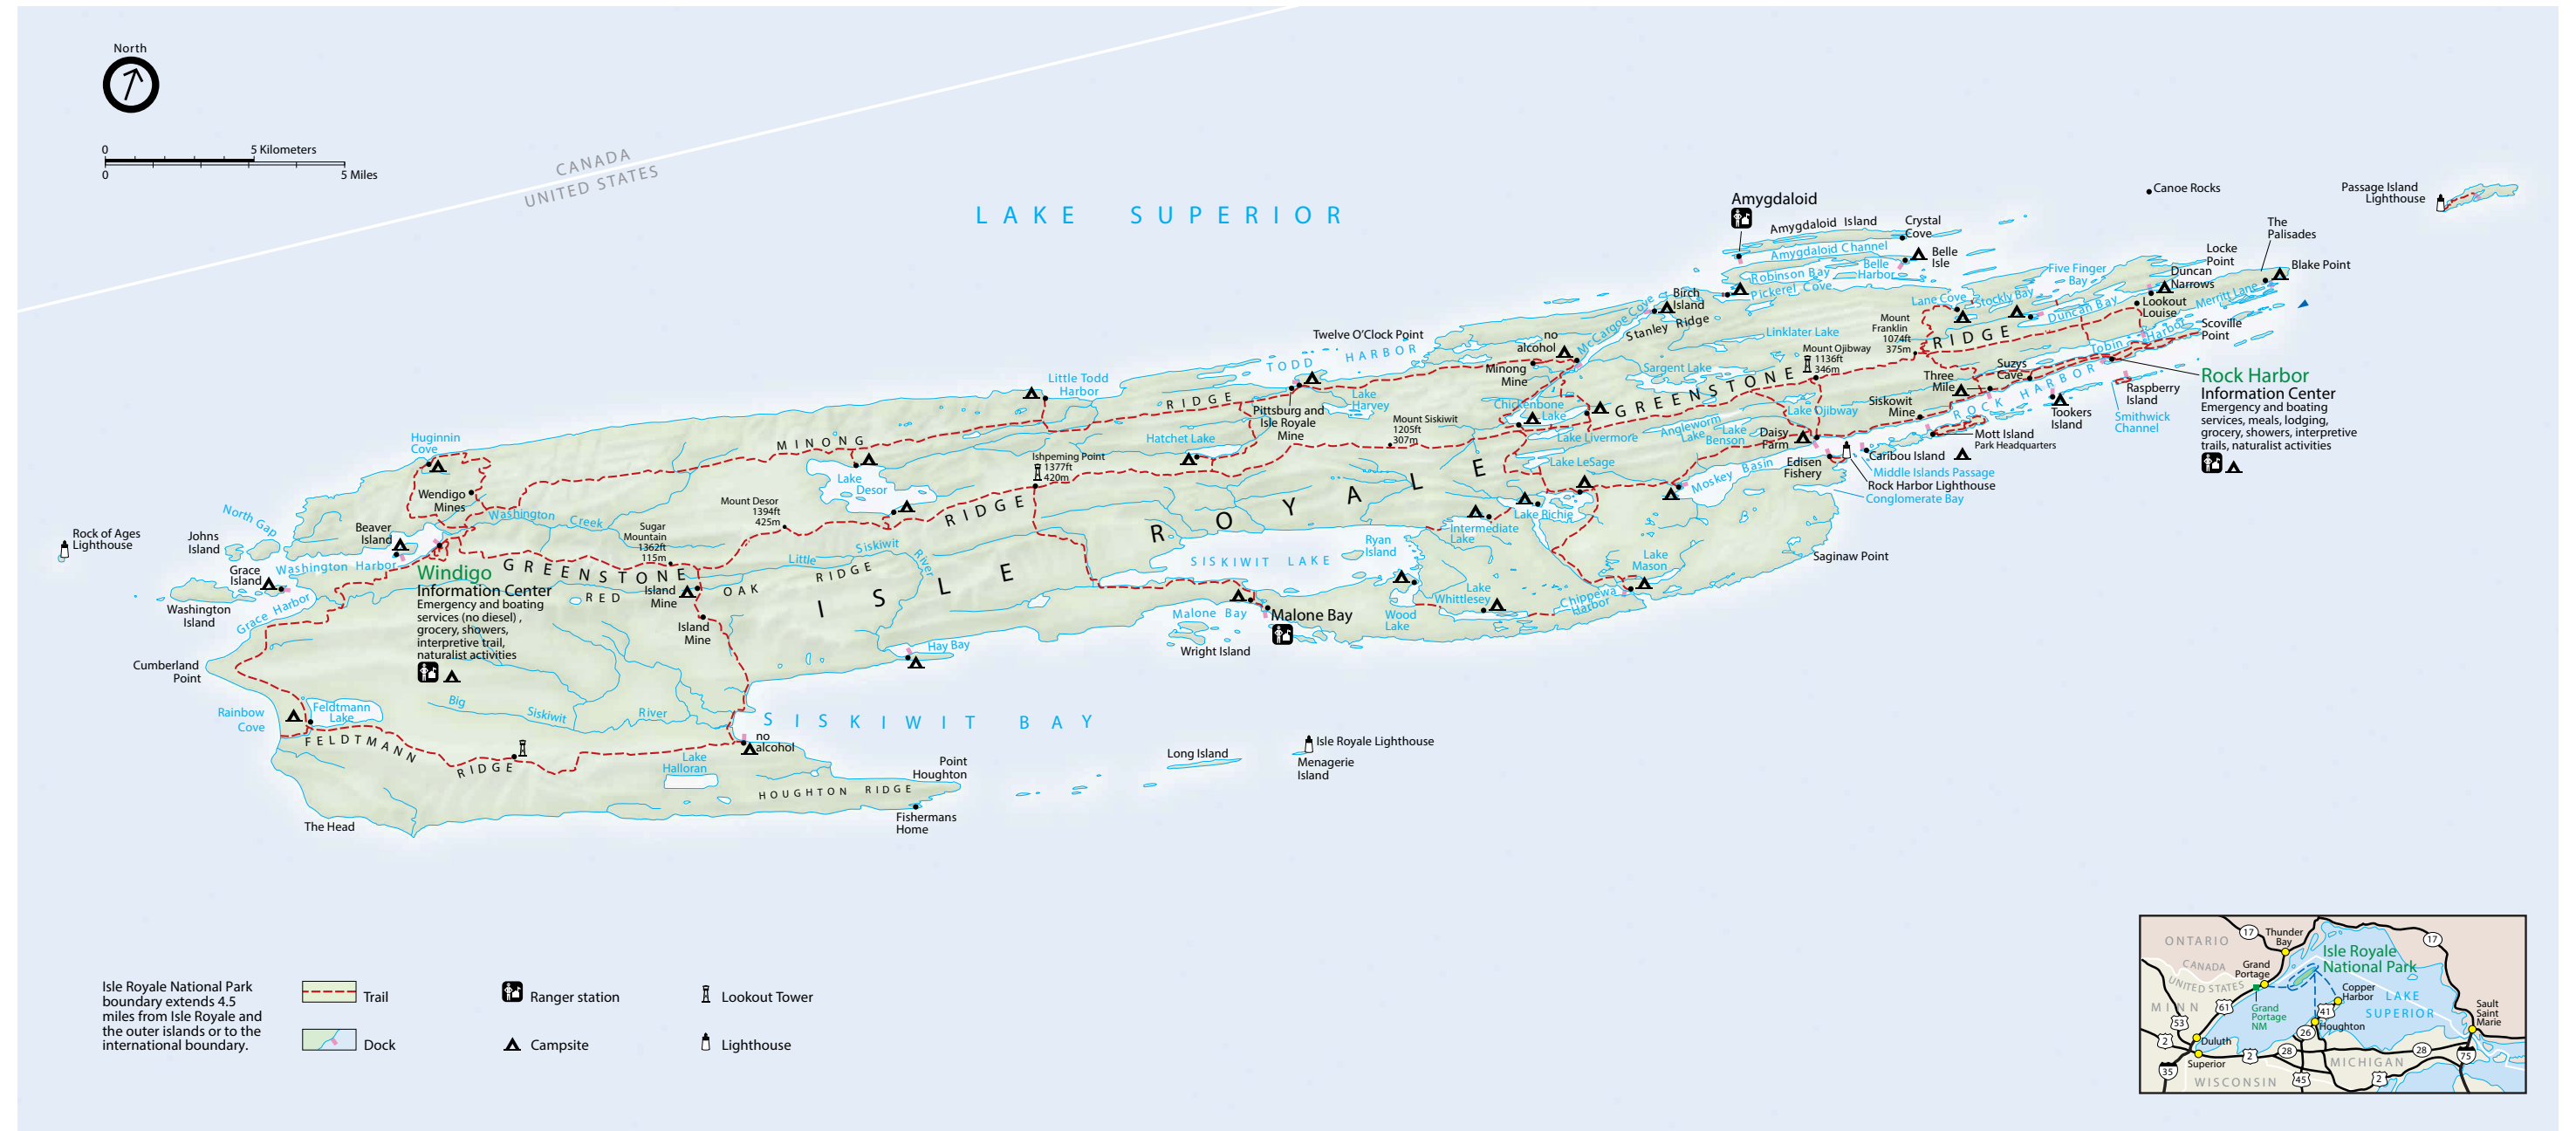 North
0
5 Kilometers
0
5 Miles
CANADA
UNITED STATES
LAKE SUPERIOR
Canoe Rocks
Passage Island
Lighthouse
Amygdaloid
Amygdaloid Island
Crystal
Cove
Amygdaloid Channel
Belle
Isle
Belle
Harbor
Robinson Bay
Pickerel Cove
The
Palisades
Locke
Point
Blake Point
Five Finger
Bay
Duncan
Narrows
Merritt Lane
Lookout
Louise
Duncan Bay
Stockly Bay
Lane Cove
Scoville
Point
Tobin Harbor
Birch
Island
McCargoe Cove
Stanley Ridge
Linklater Lake
Mount
Franklin
1074ft
375m
RIDGE
Mount Ojibway
1136ft
346m
Suzys
Cave
Three
Mile
ROCK HARBOR
Rock Harbor
Information Center
Emergency and boating
services, meals, lodging,
grocery, showers, interpretive
trails, naturalist activities
Raspberry
Island
Smithwick
Channel
Tookers
Island
Siskowit
Mine
Mott Island
Park Headquarters
Caribou Island
Middle Islands Passage
Rock Harbor Lighthouse
Conglomerate Bay
Edisen
Fishery
Daisy
Farm
Lake Ojibway
Lake
Benson
Angleworm
Lake
Moskey Basin
GREENSTONE
Sargent Lake
Twelve O'Clock Point
TODD HARBOR
no
alcohol
Minong
Mine
Chickenbone
Lake
Lake Livermore
Lake LeSage
Lake Richie
Intermediate
Lake
Lake
Harvey
Pittsburg and
Isle Royale
Mine
Mount Siskiwit
1205ft
307m
Little Todd
Harbor
RIDGE
Hatchet Lake
Ishpeming Point
1377ft
420m
MINONG
Lake
Desor
RIDGE
Mount Desor
1394ft
425m
Huginnin
Cove
Wendigo
Mines
North Gap
Washington Creek
Beaver
Island
Rock of Ages
Lighthouse
Johns
Island
Grace
Island
Washington Harbor
Washington
Island
Grace Harbor
Sugar
Mountain
1362ft
115m
GREENSTONE
Windigo
Information Center
Emergency and boating
services (no diesel) ,
grocery, showers,
interpretive trail,
naturalist activities
RED OAK RIDGE
Island
Mine
Island
Mine
Little Siskiwit River
ISLE ROYALE
SISKIWIT LAKE
Ryan
Island
Lake
Whittlesey
Wood
Lake
Chippewa
Harbor
Lake
Mason
Saginaw Point
Malone Bay
Malone Bay
Wright Island
Hay Bay
Cumberland
Point
Rainbow
Cove
Feldtmann
Lake
Big Siskiwit River
FELDTMANN
RIDGE
SISKIWIT BAY
no
alcohol
Lake
Halloran
Point
Houghton
HOUGHTON RIDGE
Fishermans
Home
The Head
Long Island
Isle Royale Lighthouse
Menagerie
Island
Isle Royale National Park
boundary extends 4.5
miles from Isle Royale and
the outer islands or to the
international boundary.
Trail
Dock
Ranger station
Campsite
Lookout Tower
Lighthouse
ONTARIO
17
Thunder
Bay
17
Isle Royale
National Park
CANADA
UNITED STATES
Grand
Portage
Copper
Harbor
LAKE
SUPERIOR
MINN
61
Grand
Portage
NM
41
Sault
Saint
Marie
53
26
Houghton
2
Duluth
Superior
2
28
28
75
MICHIGAN
35
WISCONSIN
45
2